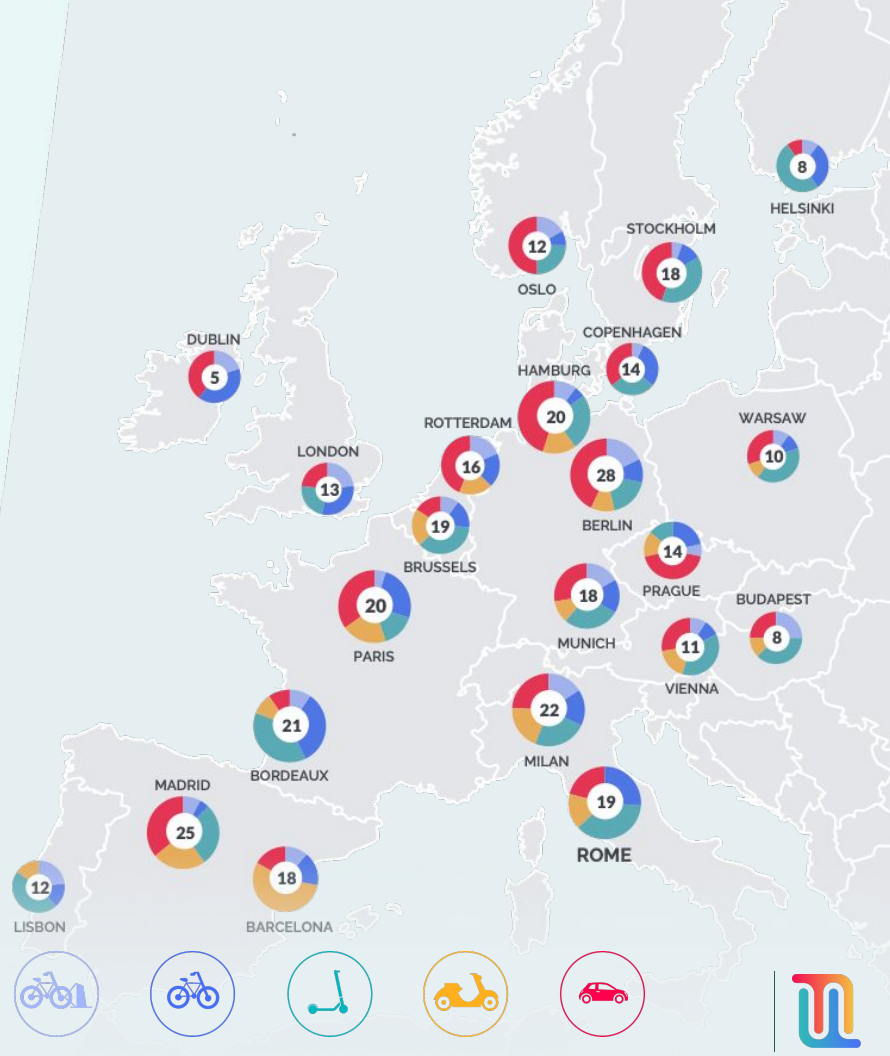 8
HELSINKI
STOCKHOLM
12
18
OSLO
COPENHAGEN
DUBLIN
14
HAMBURG
5
20
WARSAW
ROTTERDAM
LONDON
10
16
28
13
19
BERLIN
14
BRUSSELS
PRAGUE
18
BUDAPEST
20
8
MUNICH
11
PARIS
VIENNA
22
21
MILAN
BORDEAUX
MADRID
19
25
ROME
18
12
LISBON
BARCELONA